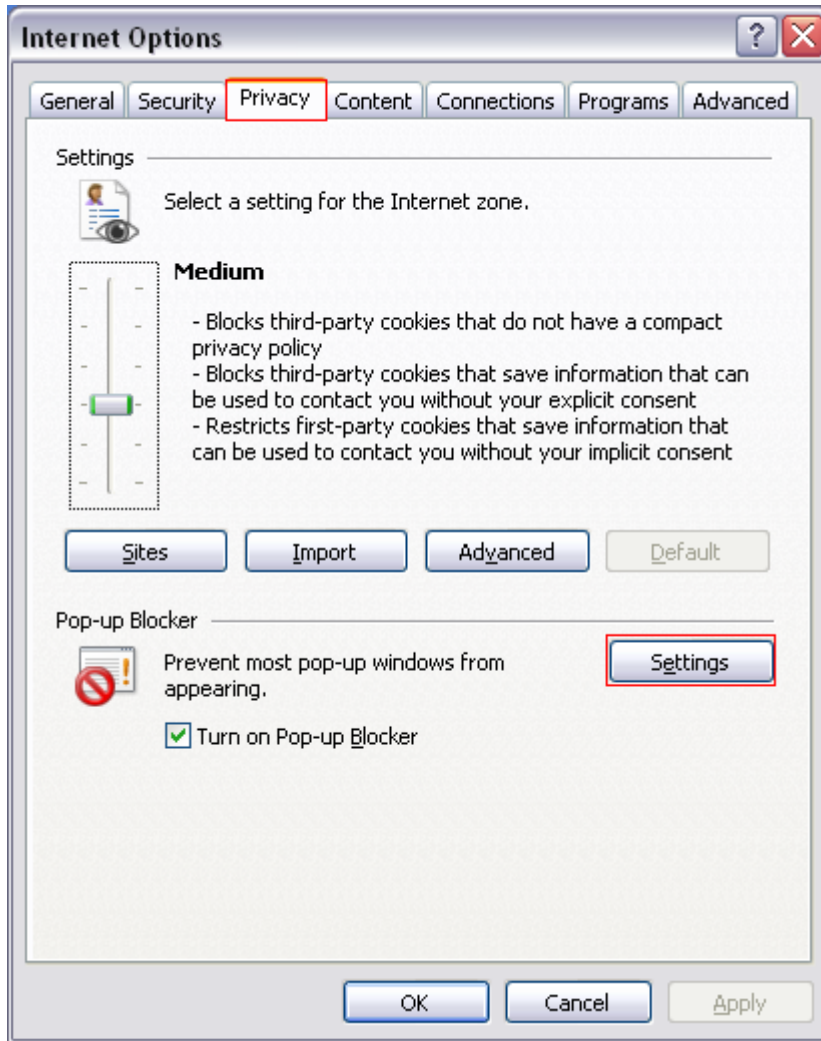 Internet Options
General Security Privacy Content Connections Programs Advanced
Settings
Select a setting for the Internet zone.
Medium
- Blocks third-party cookies that do not have a compact
privacy policy
- Blocks third-party cookies that save information that can
be used to contact you without your explicit consent
- Restricts first-party cookies that save information that
can be used to contact you without your implicit consent
Sites Import Advanced Default
Pop-up Blocker
Prevent most pop-up windows from
appearing.
Settings
Turn on Pop-up Blocker
OK Cancel Apply